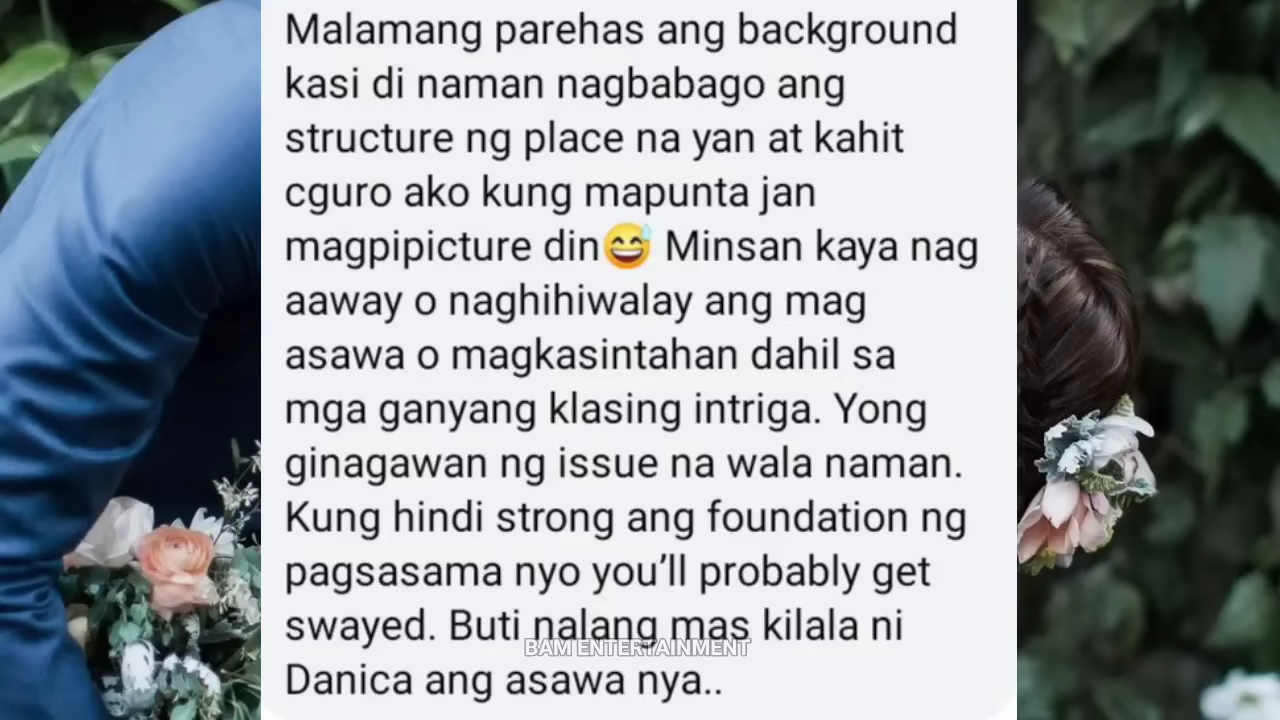 Malamang parehas ang background
kasi di naman nagbabago ang
structure ng place na yan at kahit
cguro ako kung mapunta jan
magpipicture din😅 Minsan kaya nag
aaway o naghihiwalay ang mag
asawa o magkasintahan dahil sa
mga ganyang klasing intriga. Yong
ginagawan ng issue na wala naman.
Kung hindi strong ang foundation ng
pagsasama nyo you’ll probably get
swayed. Buti nalang mas kilala ni
BAM ENTERTAINMENT
Danica ang asawa nya..